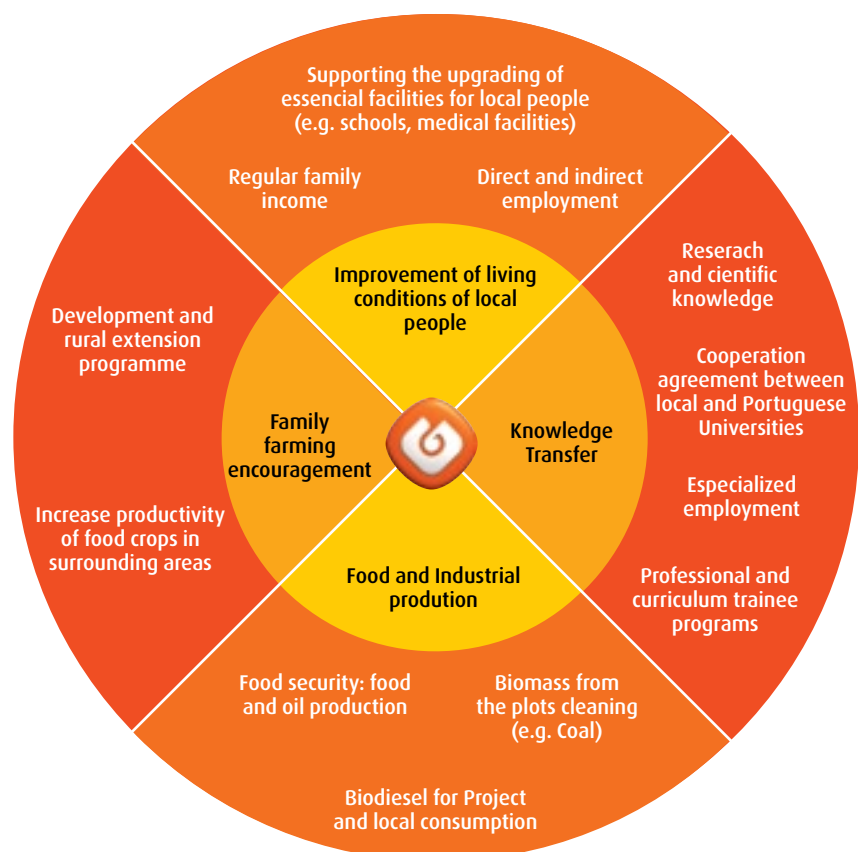 Supporting the upgrading of
essencial facilities for local people
(e.g. schools, medical facilities)
Regular family
income
Direct and indirect
employment
Improvement of living
conditions of local
people
Reserach
and cientific
knowledge
Cooperation
agreement between
local and Portuguese
Universities
Especialized
employment
Professional and
curriculum trainee
programs
Knowledge
Transfer
Development and
rural extension
programme
Increase productivity
of food crops in
surrounding areas
Family
farming
encouragement
Food and Industrial
prodution
Food security: food
and oil production
Biomass from
the plots cleaning
(e.g. Coal)
Biodiesel for Project
and local consumption